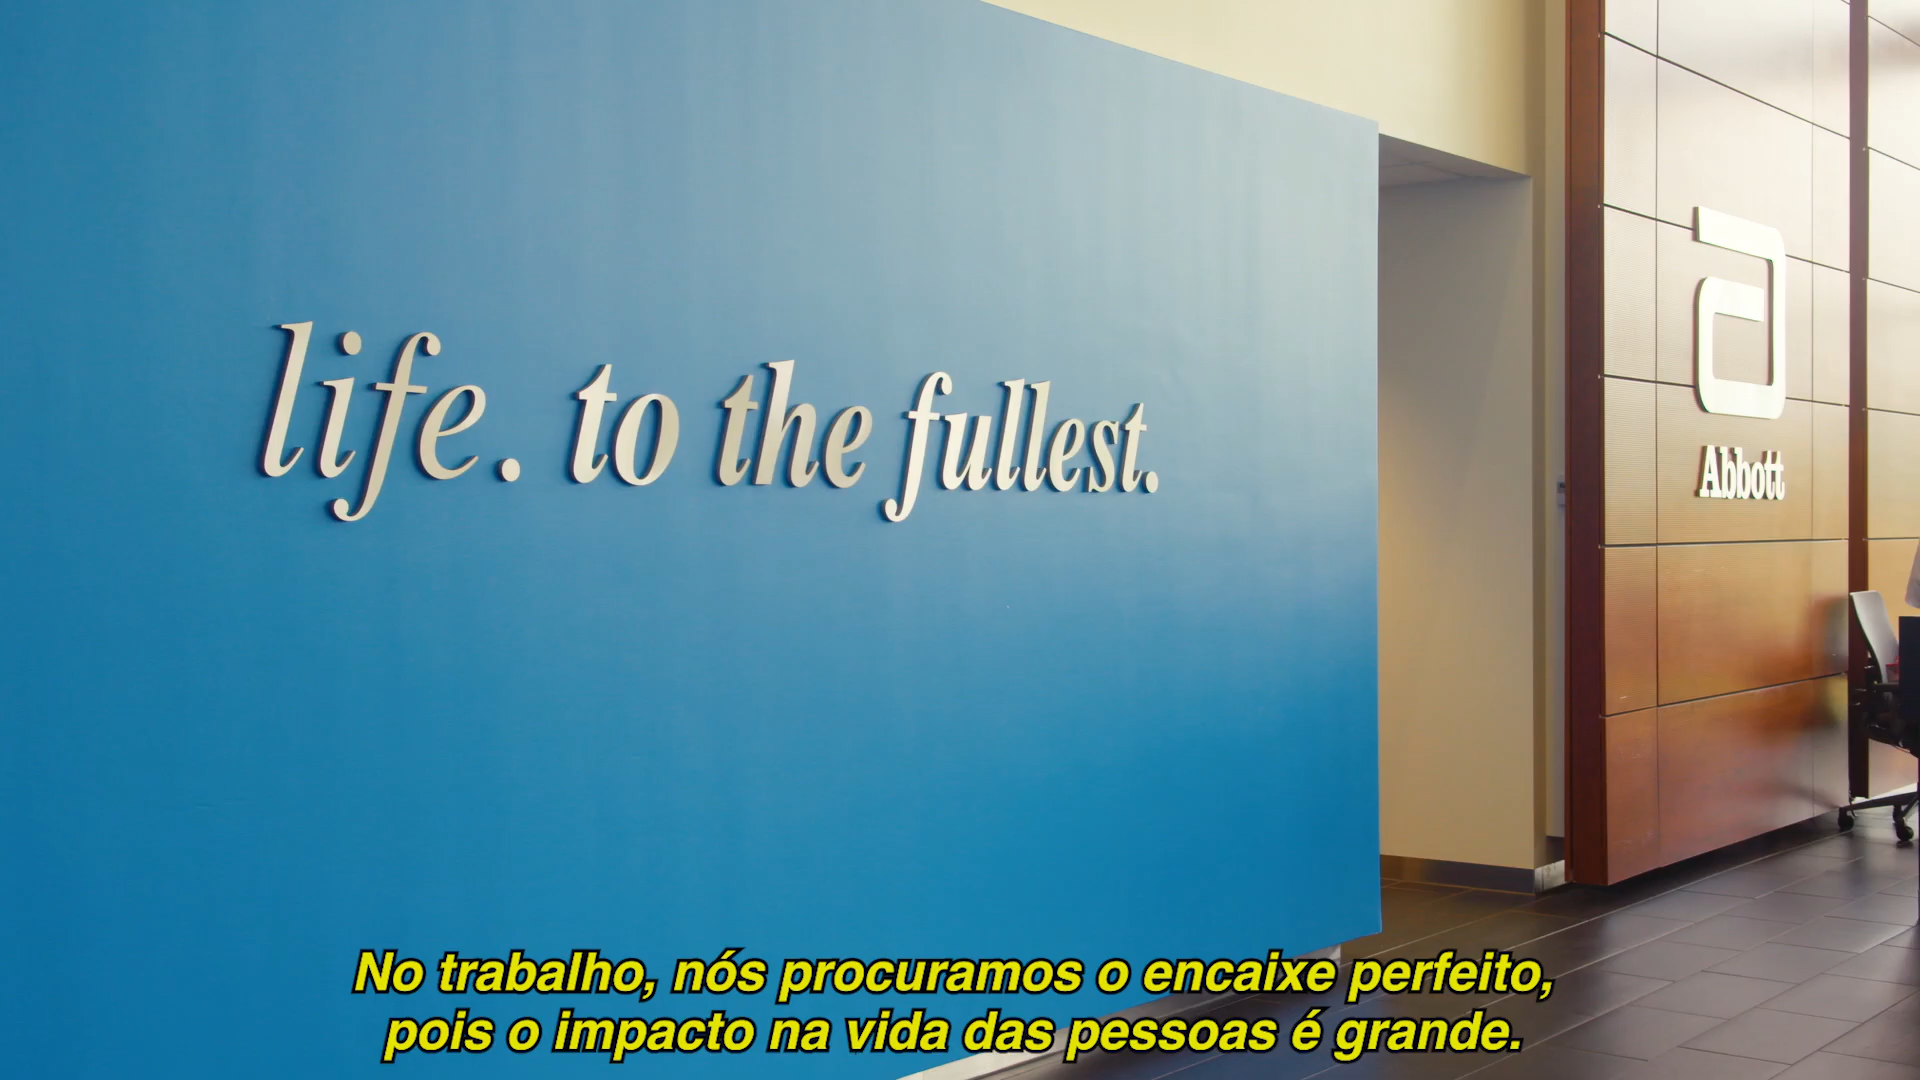 life. to the fullest.
Abbott
No trabalho, nós procuramos o encaixe perfeito,
pois o impacto na vida das pessoas é grande.